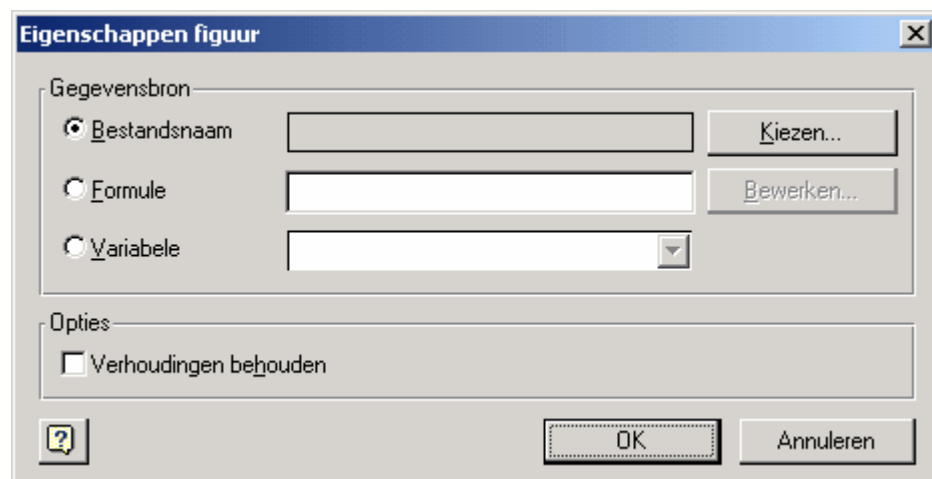 Eigenschappen figuur
Gegevensbron
Bestandsnaam Kiezen...
Formule Bewerken...
Variabele
Opties
Verhoudingen behouden
OK Annuleren